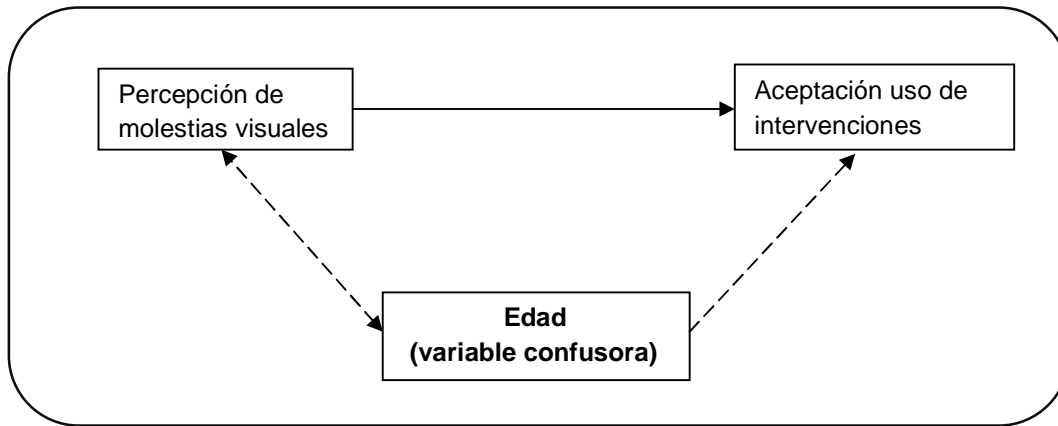 Percepción de
molestias visuales
Aceptación uso de
intervenciones
Edad
(variable confusora)